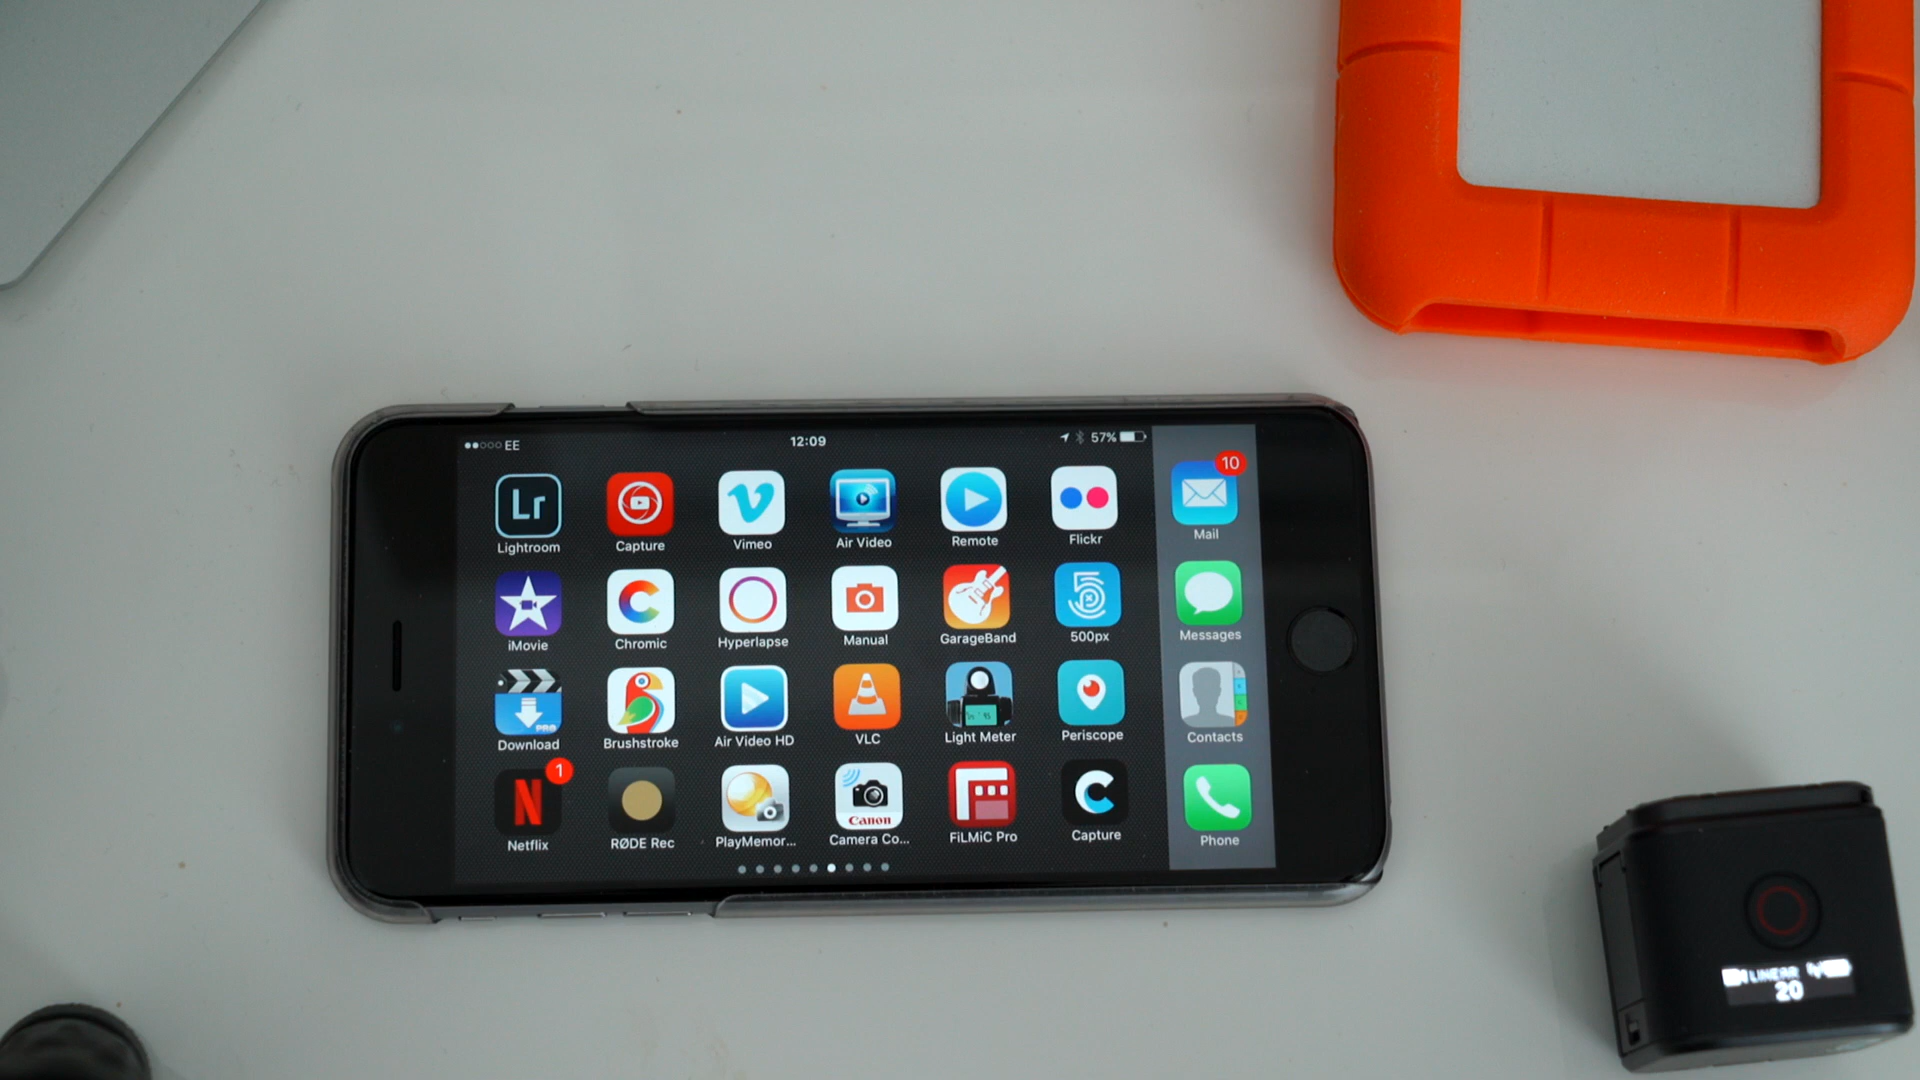 ●●○○○ EE 12:09 57%
Lr
10
Lightroom Capture Vimeo Air Video Remote Flickr Mail
5
iMovie Chromic Hyperlapse Manual GarageBand 500px Messages
PRO
Download Brushstroke Air Video HD VLC Light Meter Periscope Contacts
N 1 Canon
Netflix RØDE Rec PlayMemor... Camera Co... FiLMiC Pro Capture Phone
LINEAR
20